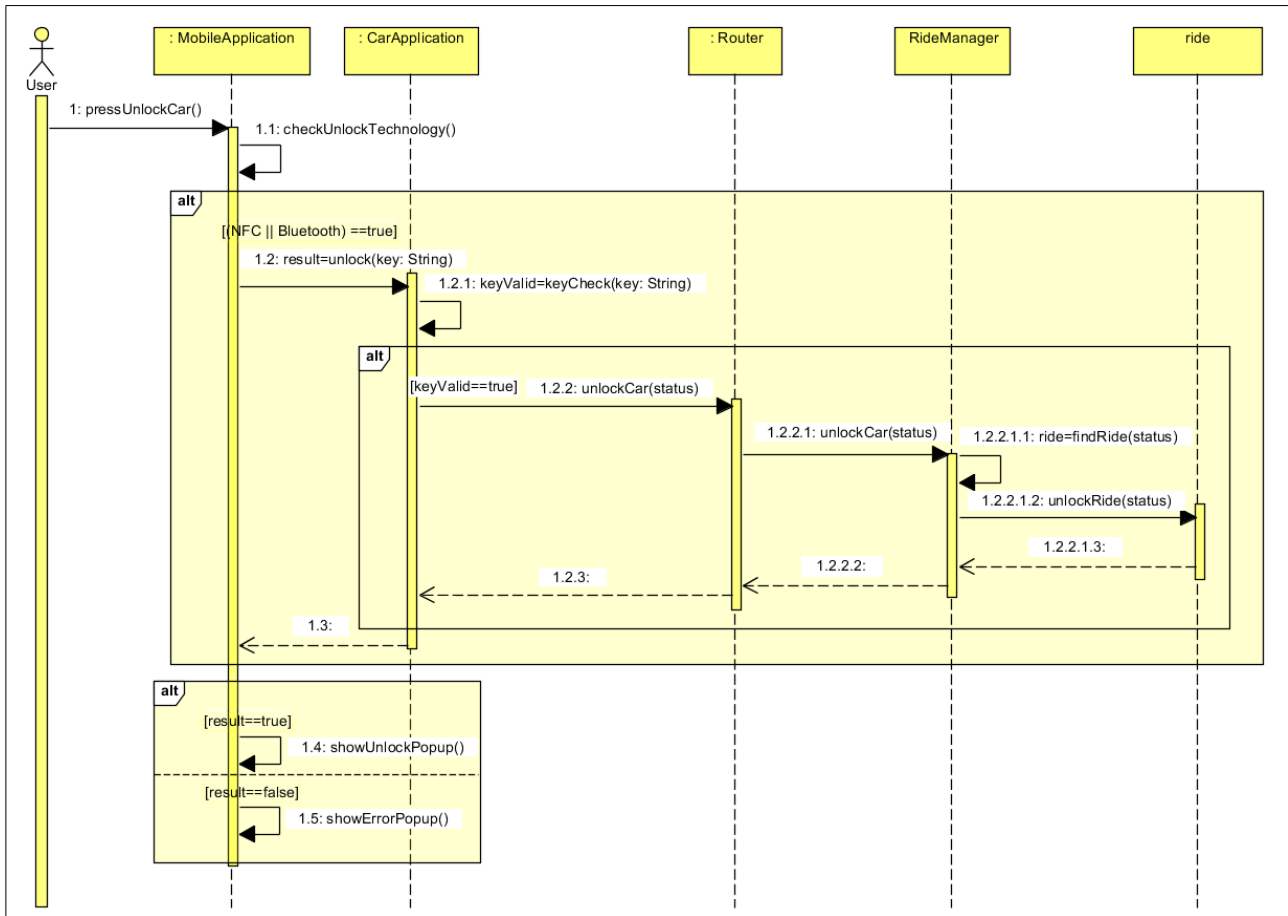 : MobileApplication
: CarApplication
: Router
RideManager
ride
User
1: pressUnlockCar()
1.1: checkUnlockTechnology()
alt
[(NFC || Bluetooth) ==true]
1.2: result=unlock(key: String)
1.2.1: keyValid=keyCheck(key: String)
alt
[keyValid==true]
1.2.2: unlockCar(status)
1.2.2.1: unlockCar(status)
1.2.2.1.1: ride=findRide(status)
1.2.2.1.2: unlockRide(status)
1.2.2.1.3:
1.2.2.2:
1.2.3:
1.3:
alt
[result==true]
1.4: showUnlockPopup()
[result==false]
1.5: showErrorPopup()